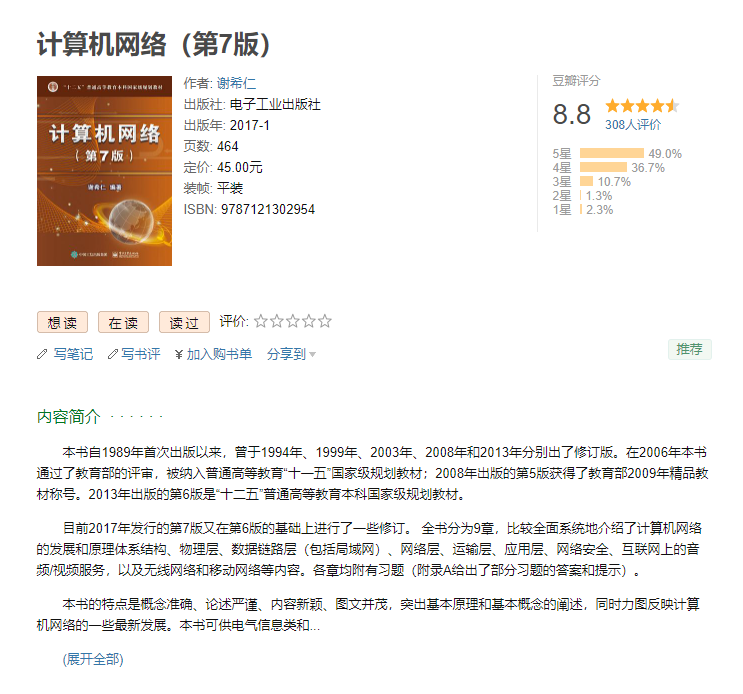 计算机网络（第7版）
"十二五"普通高等教育本科国家级规划教材
计算机网络
（第7版）
谢希仁 编著
作者: 谢希仁
出版社: 电子工业出版社
出版年: 2017-1
页数: 464
定价: 45.00元
装帧: 平装
ISBN: 9787121302954
豆瓣评分
8.8
308人评价
5星 49.0%
4星 36.7%
3星 10.7%
2星 1.3%
1星 2.3%
想读 在读 读过 评价:
写笔记 写书评 ¥ 加入购书单 分享到
推荐
内容简介 · · · · · ·
本书自1989年首次出版以来，曾于1994年、1999年、2003年、2008年和2013年分别出了修订版。在2006年本书
通过了教育部的评审，被纳入普通高等教育“十一五”国家级规划教材；2008年出版的第5版获得了教育部2009年精品教
材称号。2013年出版的第6版是“十二五”普通高等教育本科国家级规划教材。
目前2017年发行的第7版又在第6版的基础上进行了一些修订。 全书分为9章，比较全面系统地介绍了计算机网络
的发展和原理体系结构、物理层、数据链路层（包括局域网）、网络层、运输层、应用层、网络安全、互联网上的音
频/视频服务，以及无线网络和移动网络等内容。各章均附有习题（附录A给出了部分习题的答案和提示）。
本书的特点是概念准确、论述严谨、内容新颖、图文并茂，突出基本原理和基本概念的阐述，同时力图反映计算
机网络的一些最新发展。本书可供电气信息类和...
(展开全部)